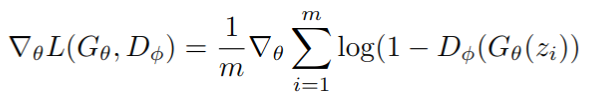 ∇θL(Gθ, Dϕ) = 1/m ∇θ ∑_{i=1}^{m} log(1 − Dϕ(Gθ(zi))